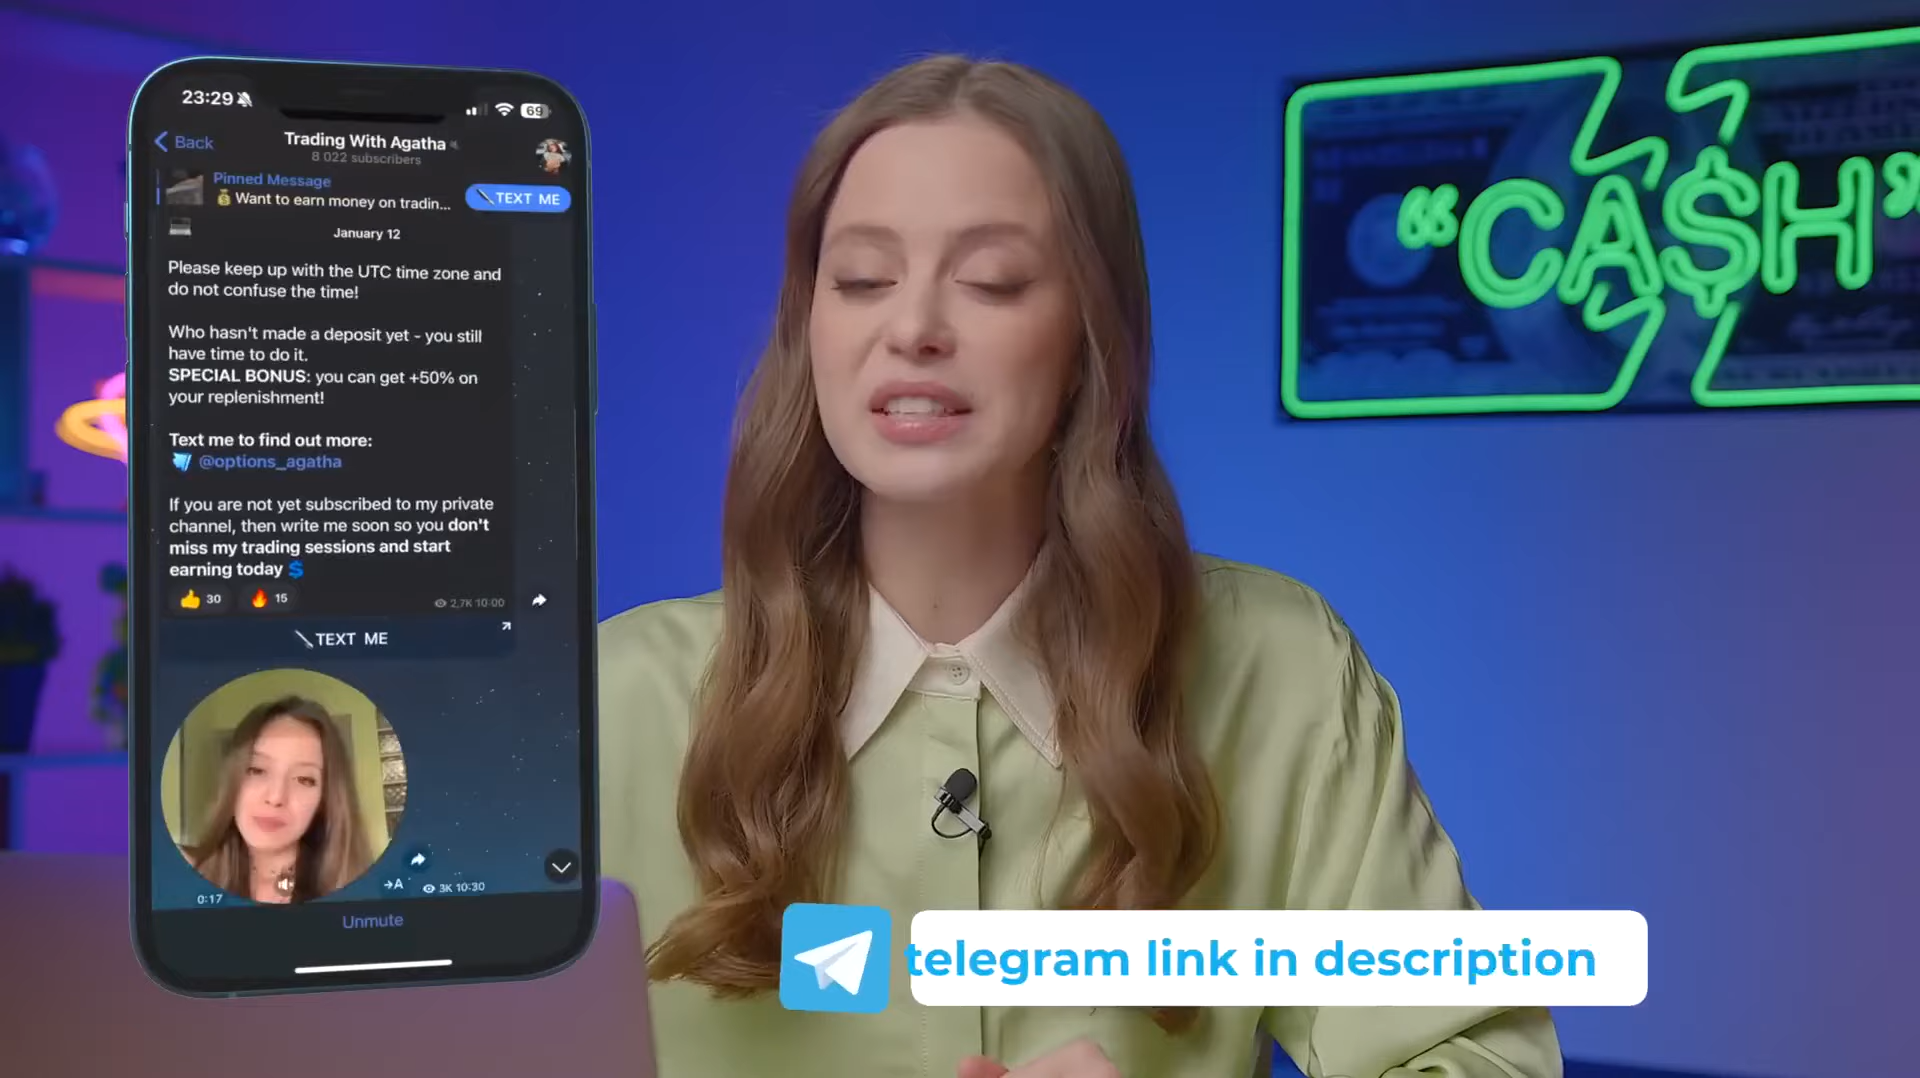 23:29
69
Back
Trading With Agatha
8 022 subscribers
Pinned Message
Want to earn money on tradin...
TEXT ME
January 12
Please keep up with the UTC time zone and
do not confuse the time!
Who hasn't made a deposit yet - you still
have time to do it.
SPECIAL BONUS: you can get +50% on
your replenishment!
Text me to find out more:
@options_agatha
If you are not yet subscribed to my private
channel, then write me soon so you don't
miss my trading sessions and start
earning today
30 15
2,7K 10:00
TEXT ME
0:17
→A
3K 10:30
Unmute
"CA$H"
telegram link in description